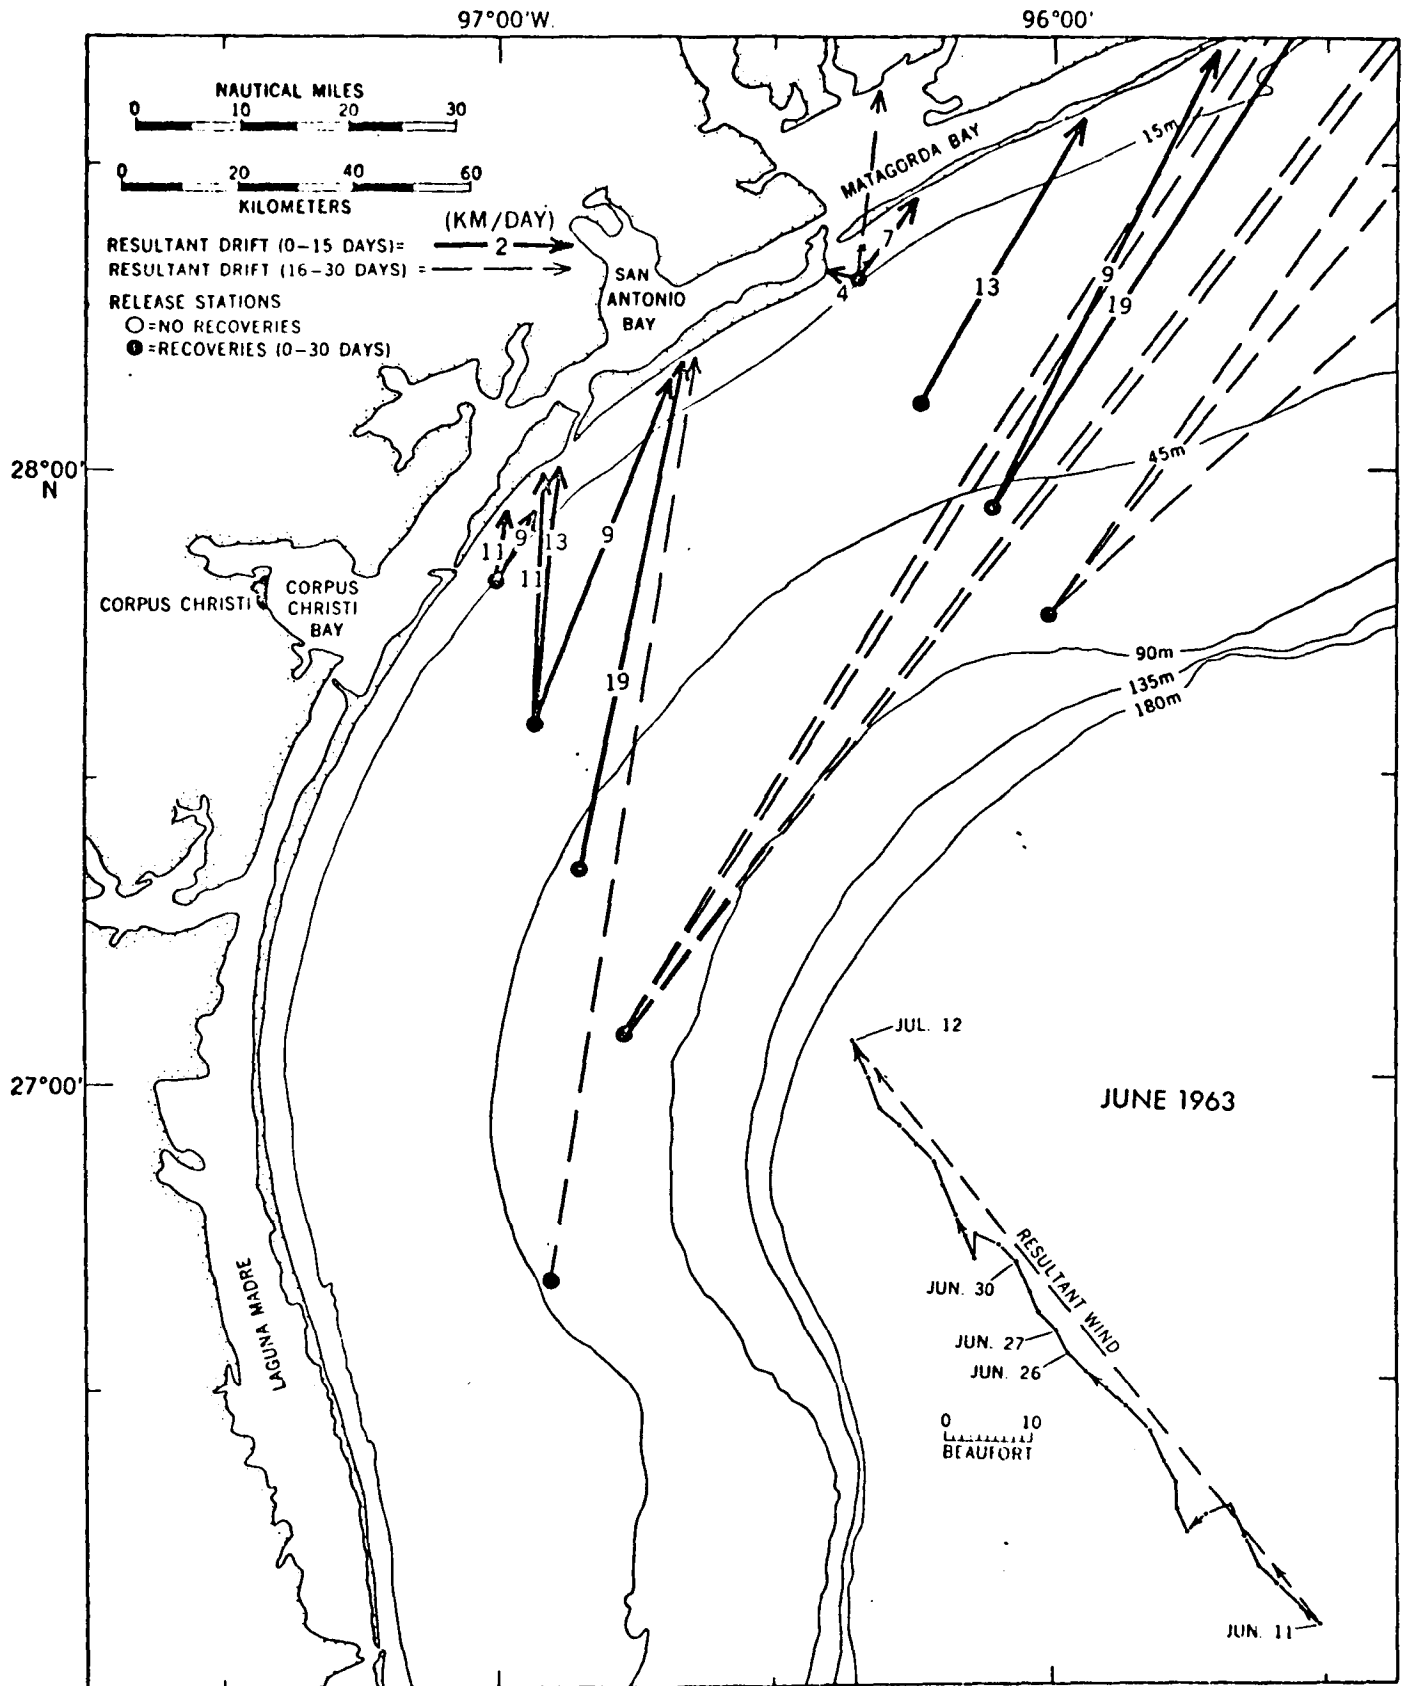 97°00'W.
96°00'
NAUTICAL MILES
0 10 20 30
0 20 40 60
KILOMETERS
(KM/DAY)
RESULTANT DRIFT (0-15 DAYS)= 2
RESULTANT DRIFT (16-30 DAYS) =
RELEASE STATIONS
=NO RECOVERIES
=RECOVERIES (0-30 DAYS)
MATAGORDA BAY
15m
SAN
ANTONIO
BAY
7
4
13
9
19
28°00'
N
45m
11
9
13
11
9
CORPUS CHRISTI
CORPUS
CHRISTI
BAY
19
90m
135m
180m
27°00'
JUL. 12
JUNE 1963
LAGUNA MADRE
RESULTANT WIND
JUN. 30
JUN. 27
JUN. 26
0 10
BEAUFORT
JUN. 11